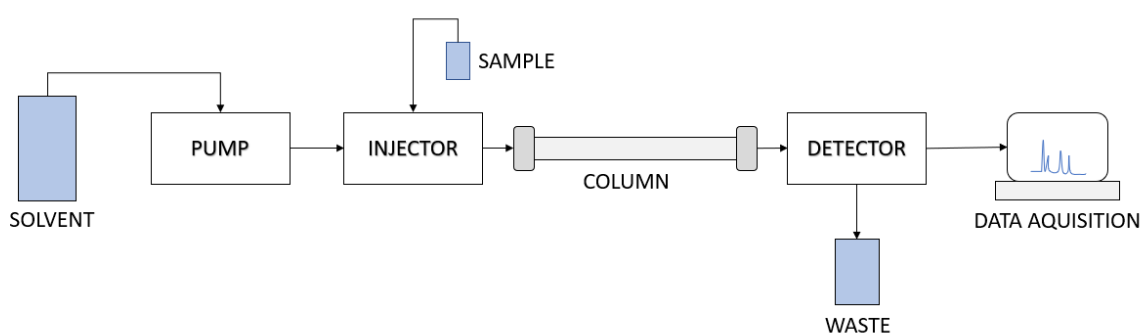 SAMPLE
PUMP
INJECTOR
DETECTOR
COLUMN
SOLVENT
DATA AQUISITION
WASTE